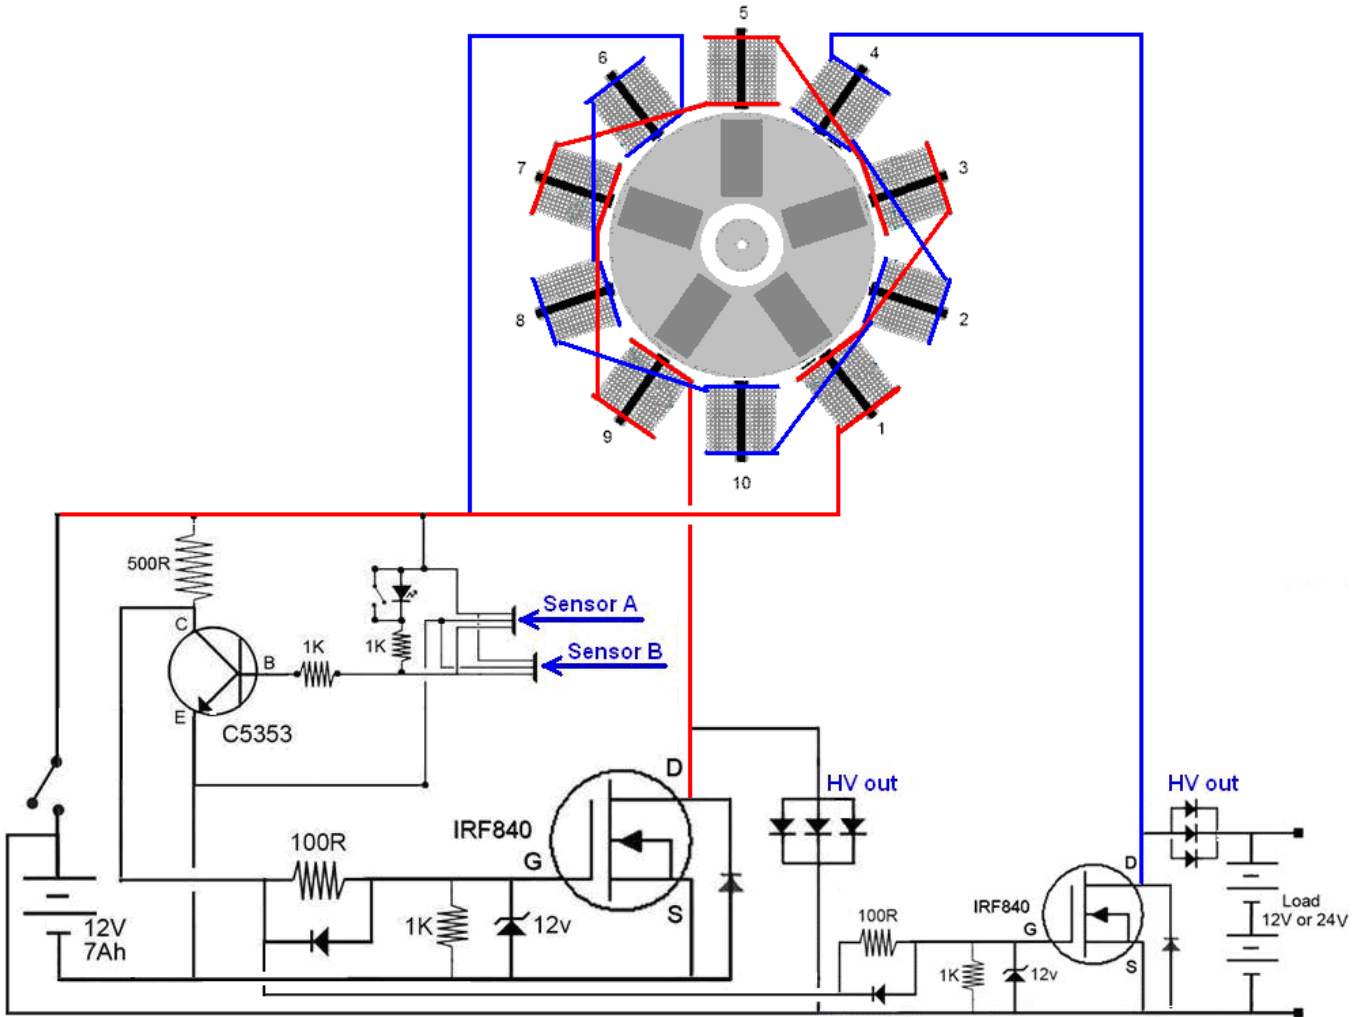 5
6
4
7
3
8
2
9
1
10
500R
Sensor A
C
1K
1K
Sensor B
B
E
C5353
D
HV out
HV out
IRF840
100R
G
D
S
12V
7Ah
1K
12v
100R
IRF840
G
Load
12V or 24V
S
1K
12v